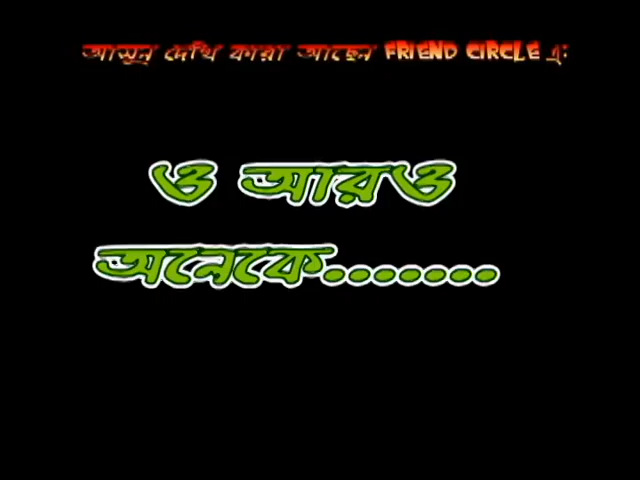 আসুন দেখি কারা আছেন FRIEND CIRCLE এ:
ও আরও
অনেকে.......